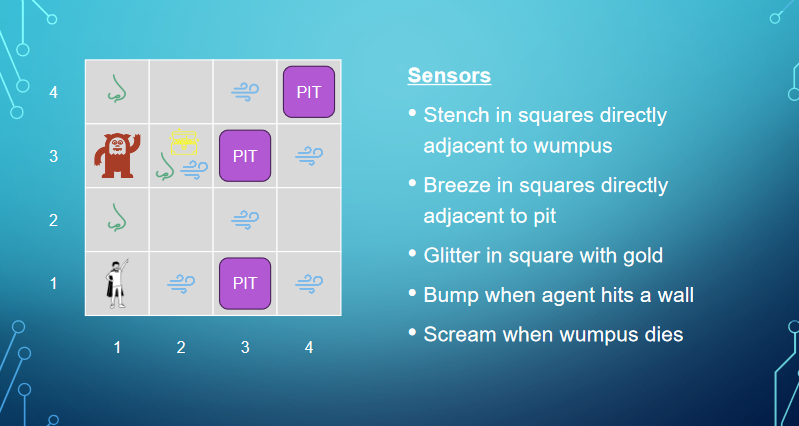 Sensors
4
PIT
3
PIT
2
1
PIT
1 2 3 4
• Stench in squares directly
adjacent to wumpus
• Breeze in squares directly
adjacent to pit
• Glitter in square with gold
• Bump when agent hits a wall
• Scream when wumpus dies